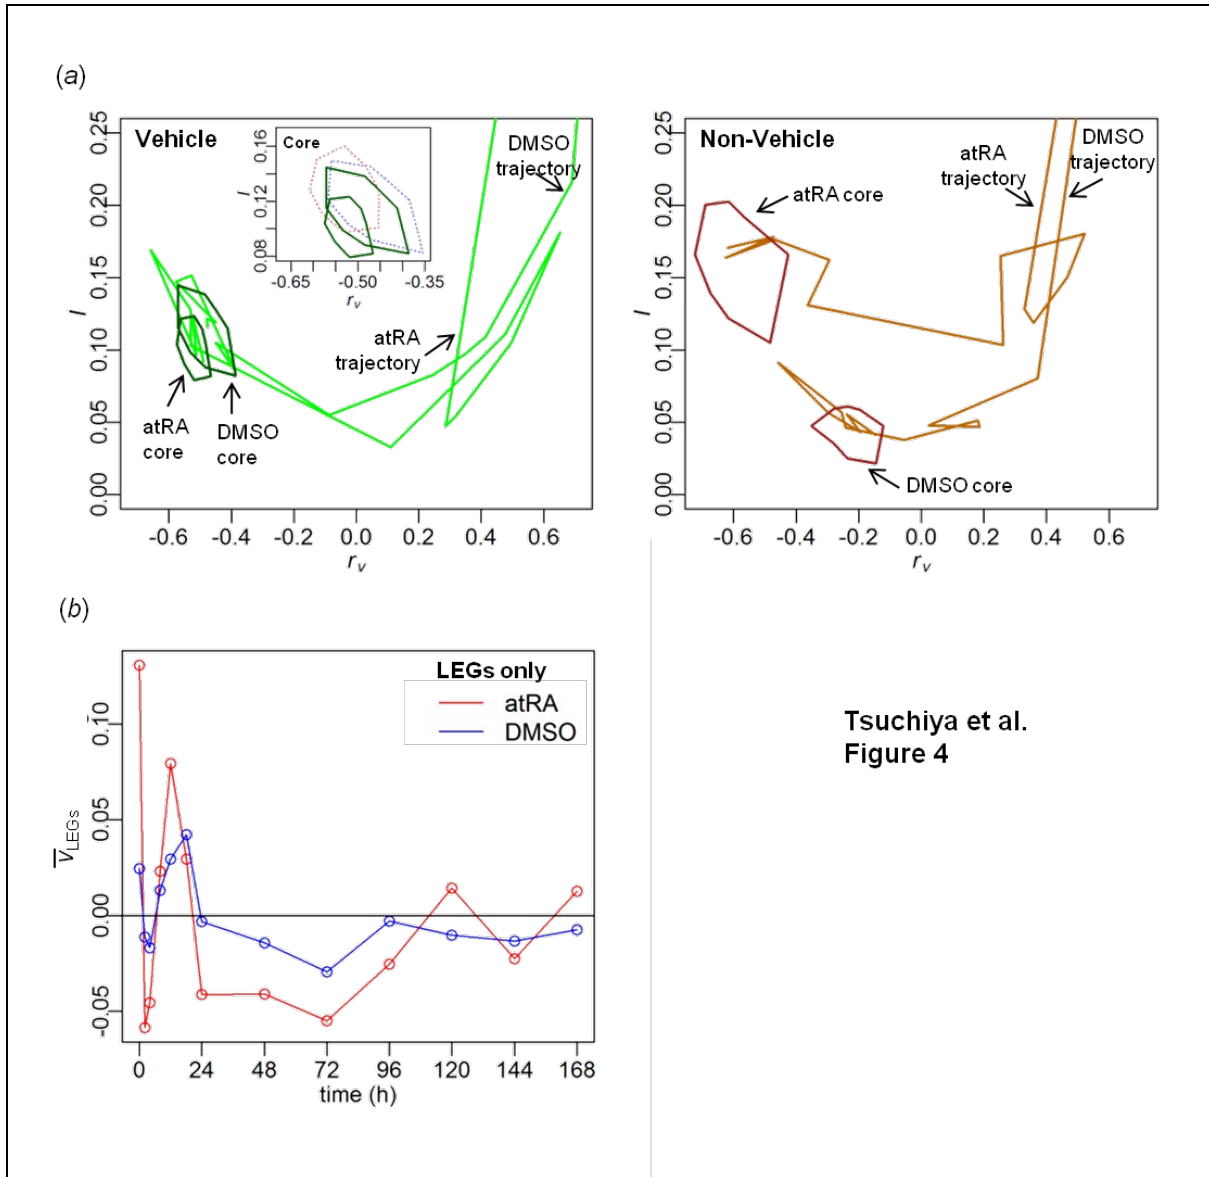 (a)
Vehicle
Core
0.16
0.12
0.08
I
-0.65
-0.50
-0.35
rv
DMSO
trajectory
atRA
trajectory
atRA
core
DMSO
core
0.25
0.20
0.15
0.10
0.05
0.00
I
-0.6
-0.4
-0.2
0.0
0.2
0.4
0.6
rv
Non-Vehicle
atRA core
atRA
trajectory
DMSO
trajectory
DMSO core
0.25
0.20
0.15
0.10
0.05
0.00
I
-0.6
-0.4
-0.2
0.0
0.2
0.4
0.6
rv
(b)
LEGs only
atRA
DMSO
0.10
0.05
0.00
-0.05
vLEGs
0
24
48
72
96
120
144
168
time (h)
Tsuchiya et al.
Figure 4